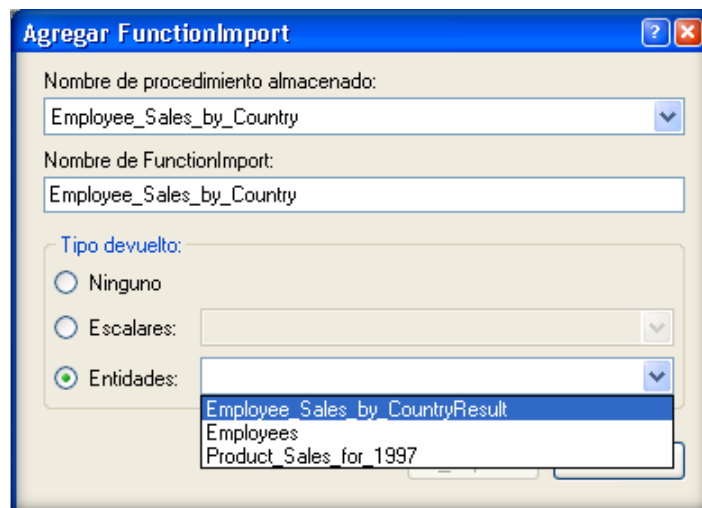 Agregar FunctionImport
Nombre de procedimiento almacenado:
Employee_Sales_by_Country
Nombre de FunctionImport:
Employee_Sales_by_Country
Tipo devuelto:
Ninguno
Escalares:
Entidades:
Employee_Sales_by_CountryResult
Employees
Product_Sales_for_1997